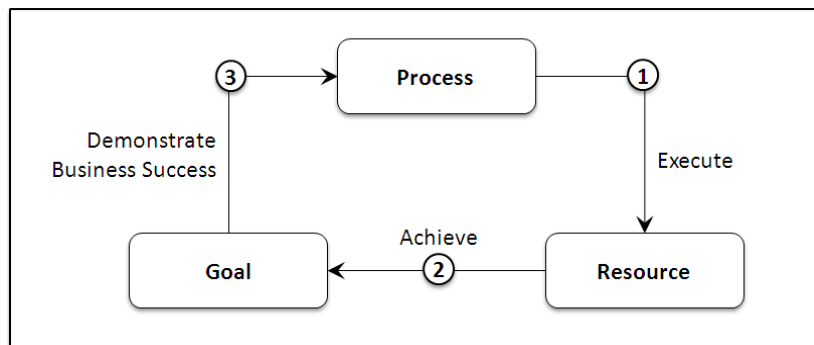 3
Process
1
Demonstrate
Business Success
Execute
Achieve
Goal
2
Resource